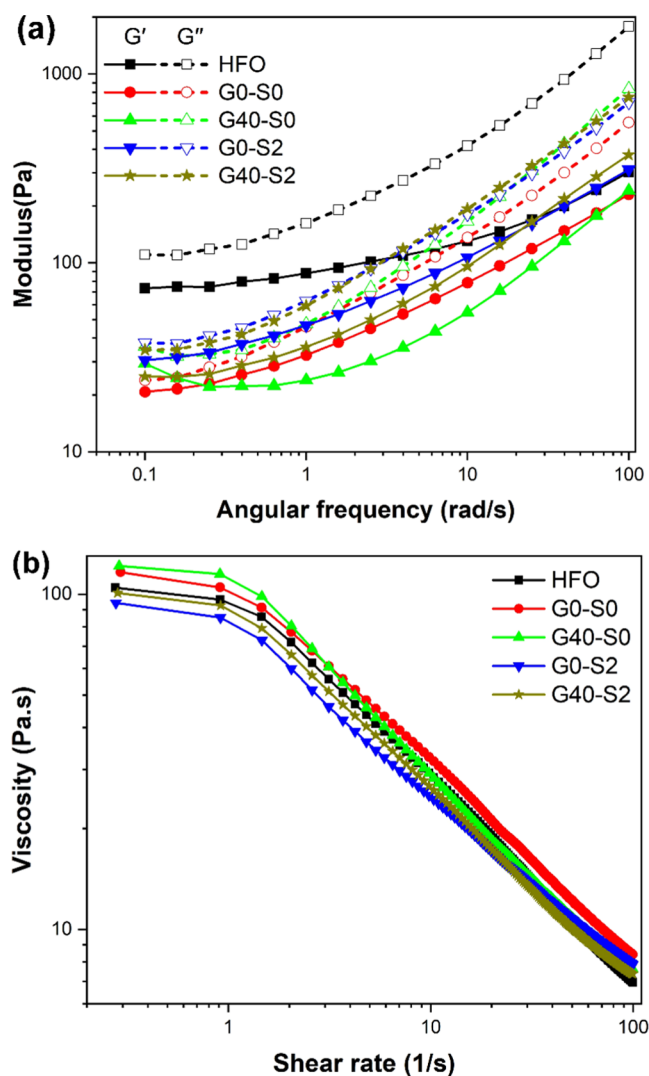 (a)
G′ G″
HFO
G0-S0
G40-S0
G0-S2
G40-S2
1000
100
10
Modulus(Pa)
0.1 1 10 100
Angular frequency (rad/s)
(b)
HFO
G0-S0
G40-S0
G0-S2
G40-S2
100
10
Viscosity (Pa.s)
1 10 100
Shear rate (1/s)